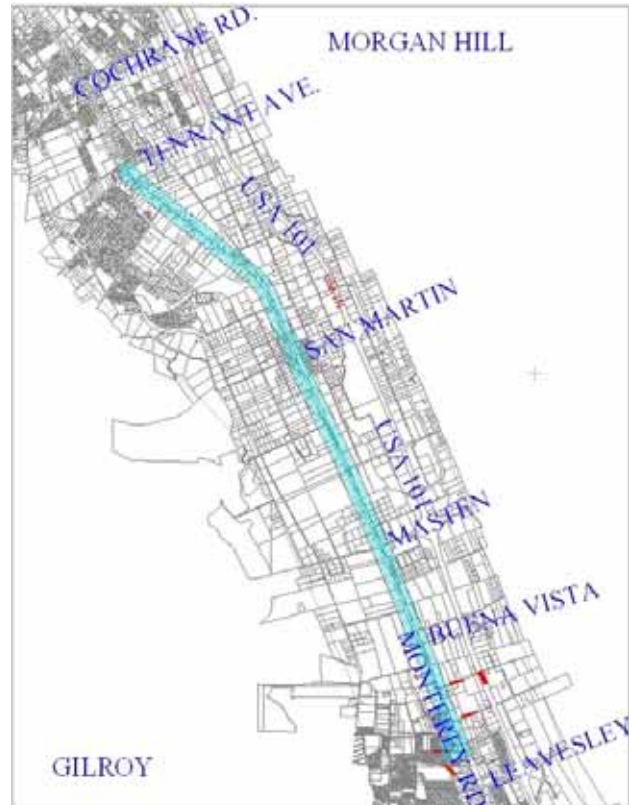 MORGAN HILL
COCHRANE RD.
TENNANT AVE.
USA 101
SAN MARTIN
USA 101
MASTEN
BUENA VISTA
MONTEREY RD.
LEAVESLEY
GILROY